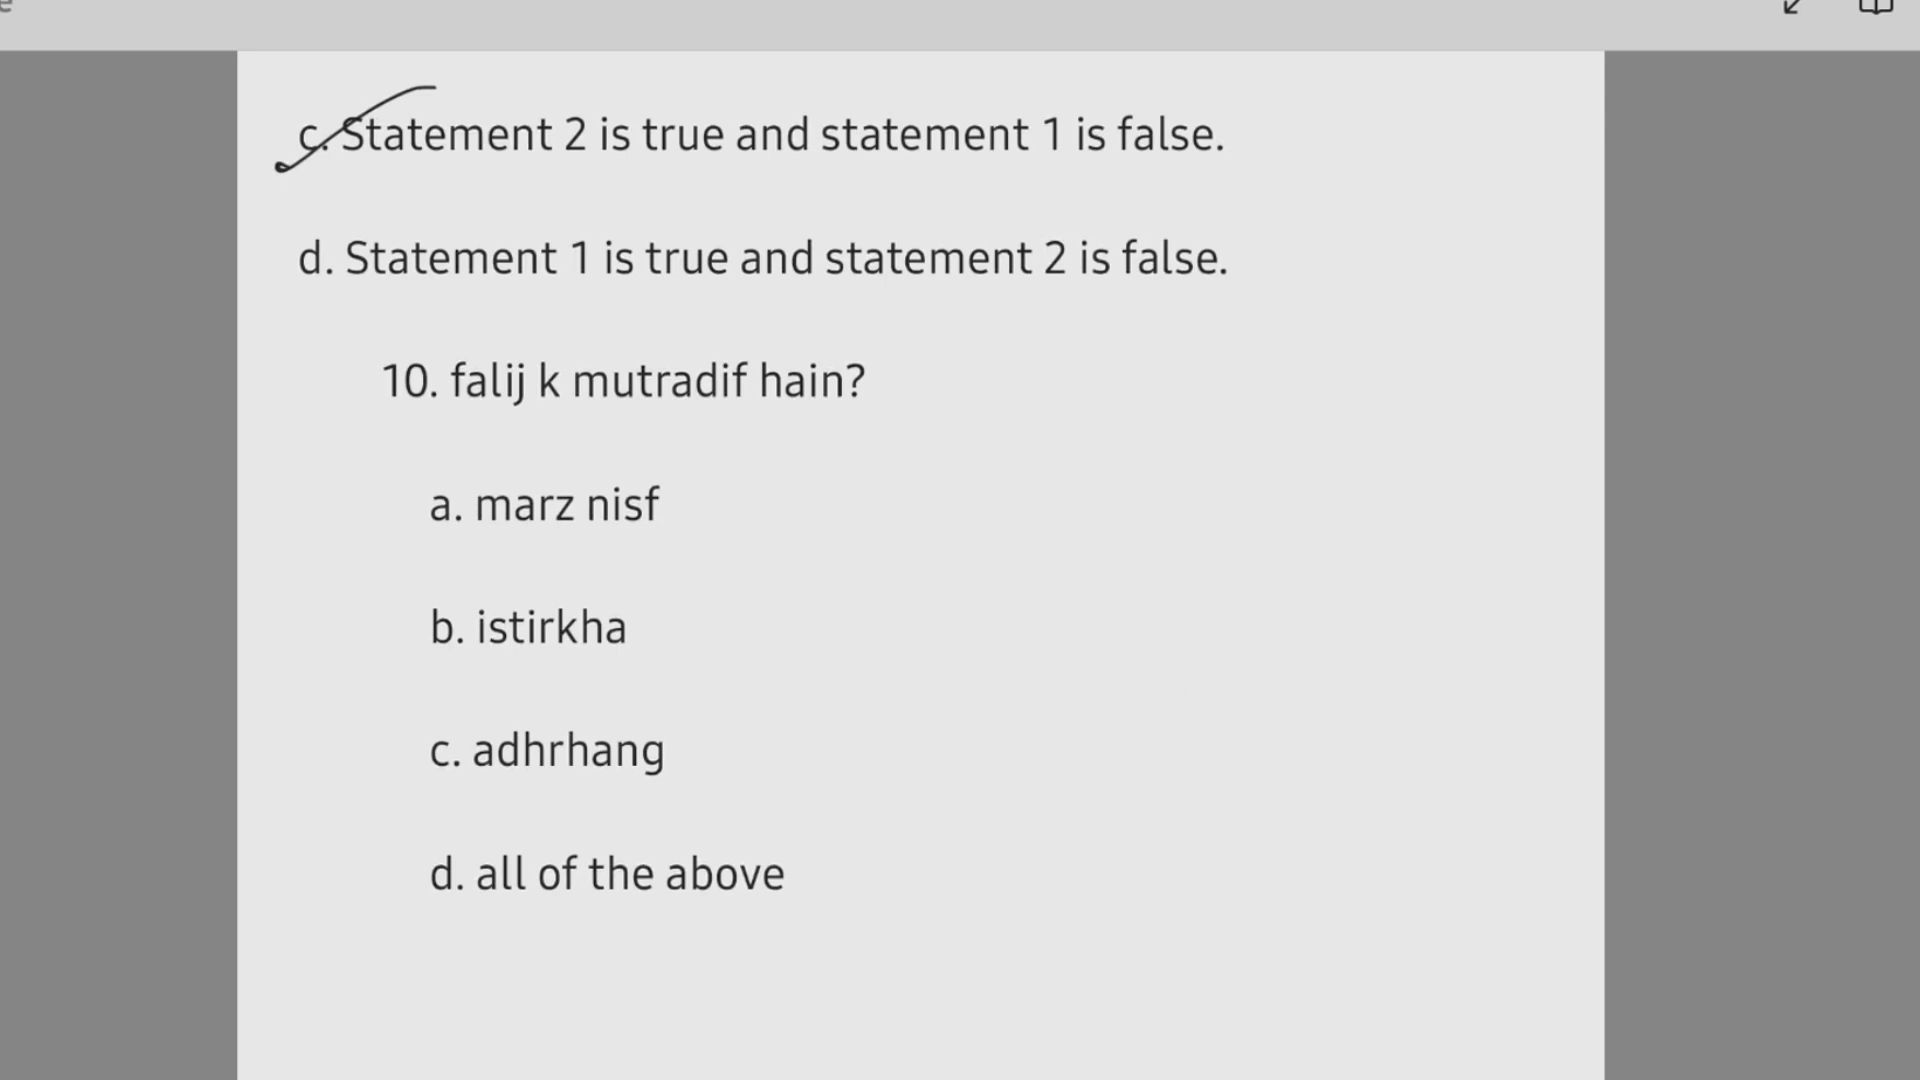 c. Statement 2 is true and statement 1 is false.
d. Statement 1 is true and statement 2 is false.
10. falij k mutradif hain?
a. marz nisf
b. istirkha
c. adhrhang
d. all of the above